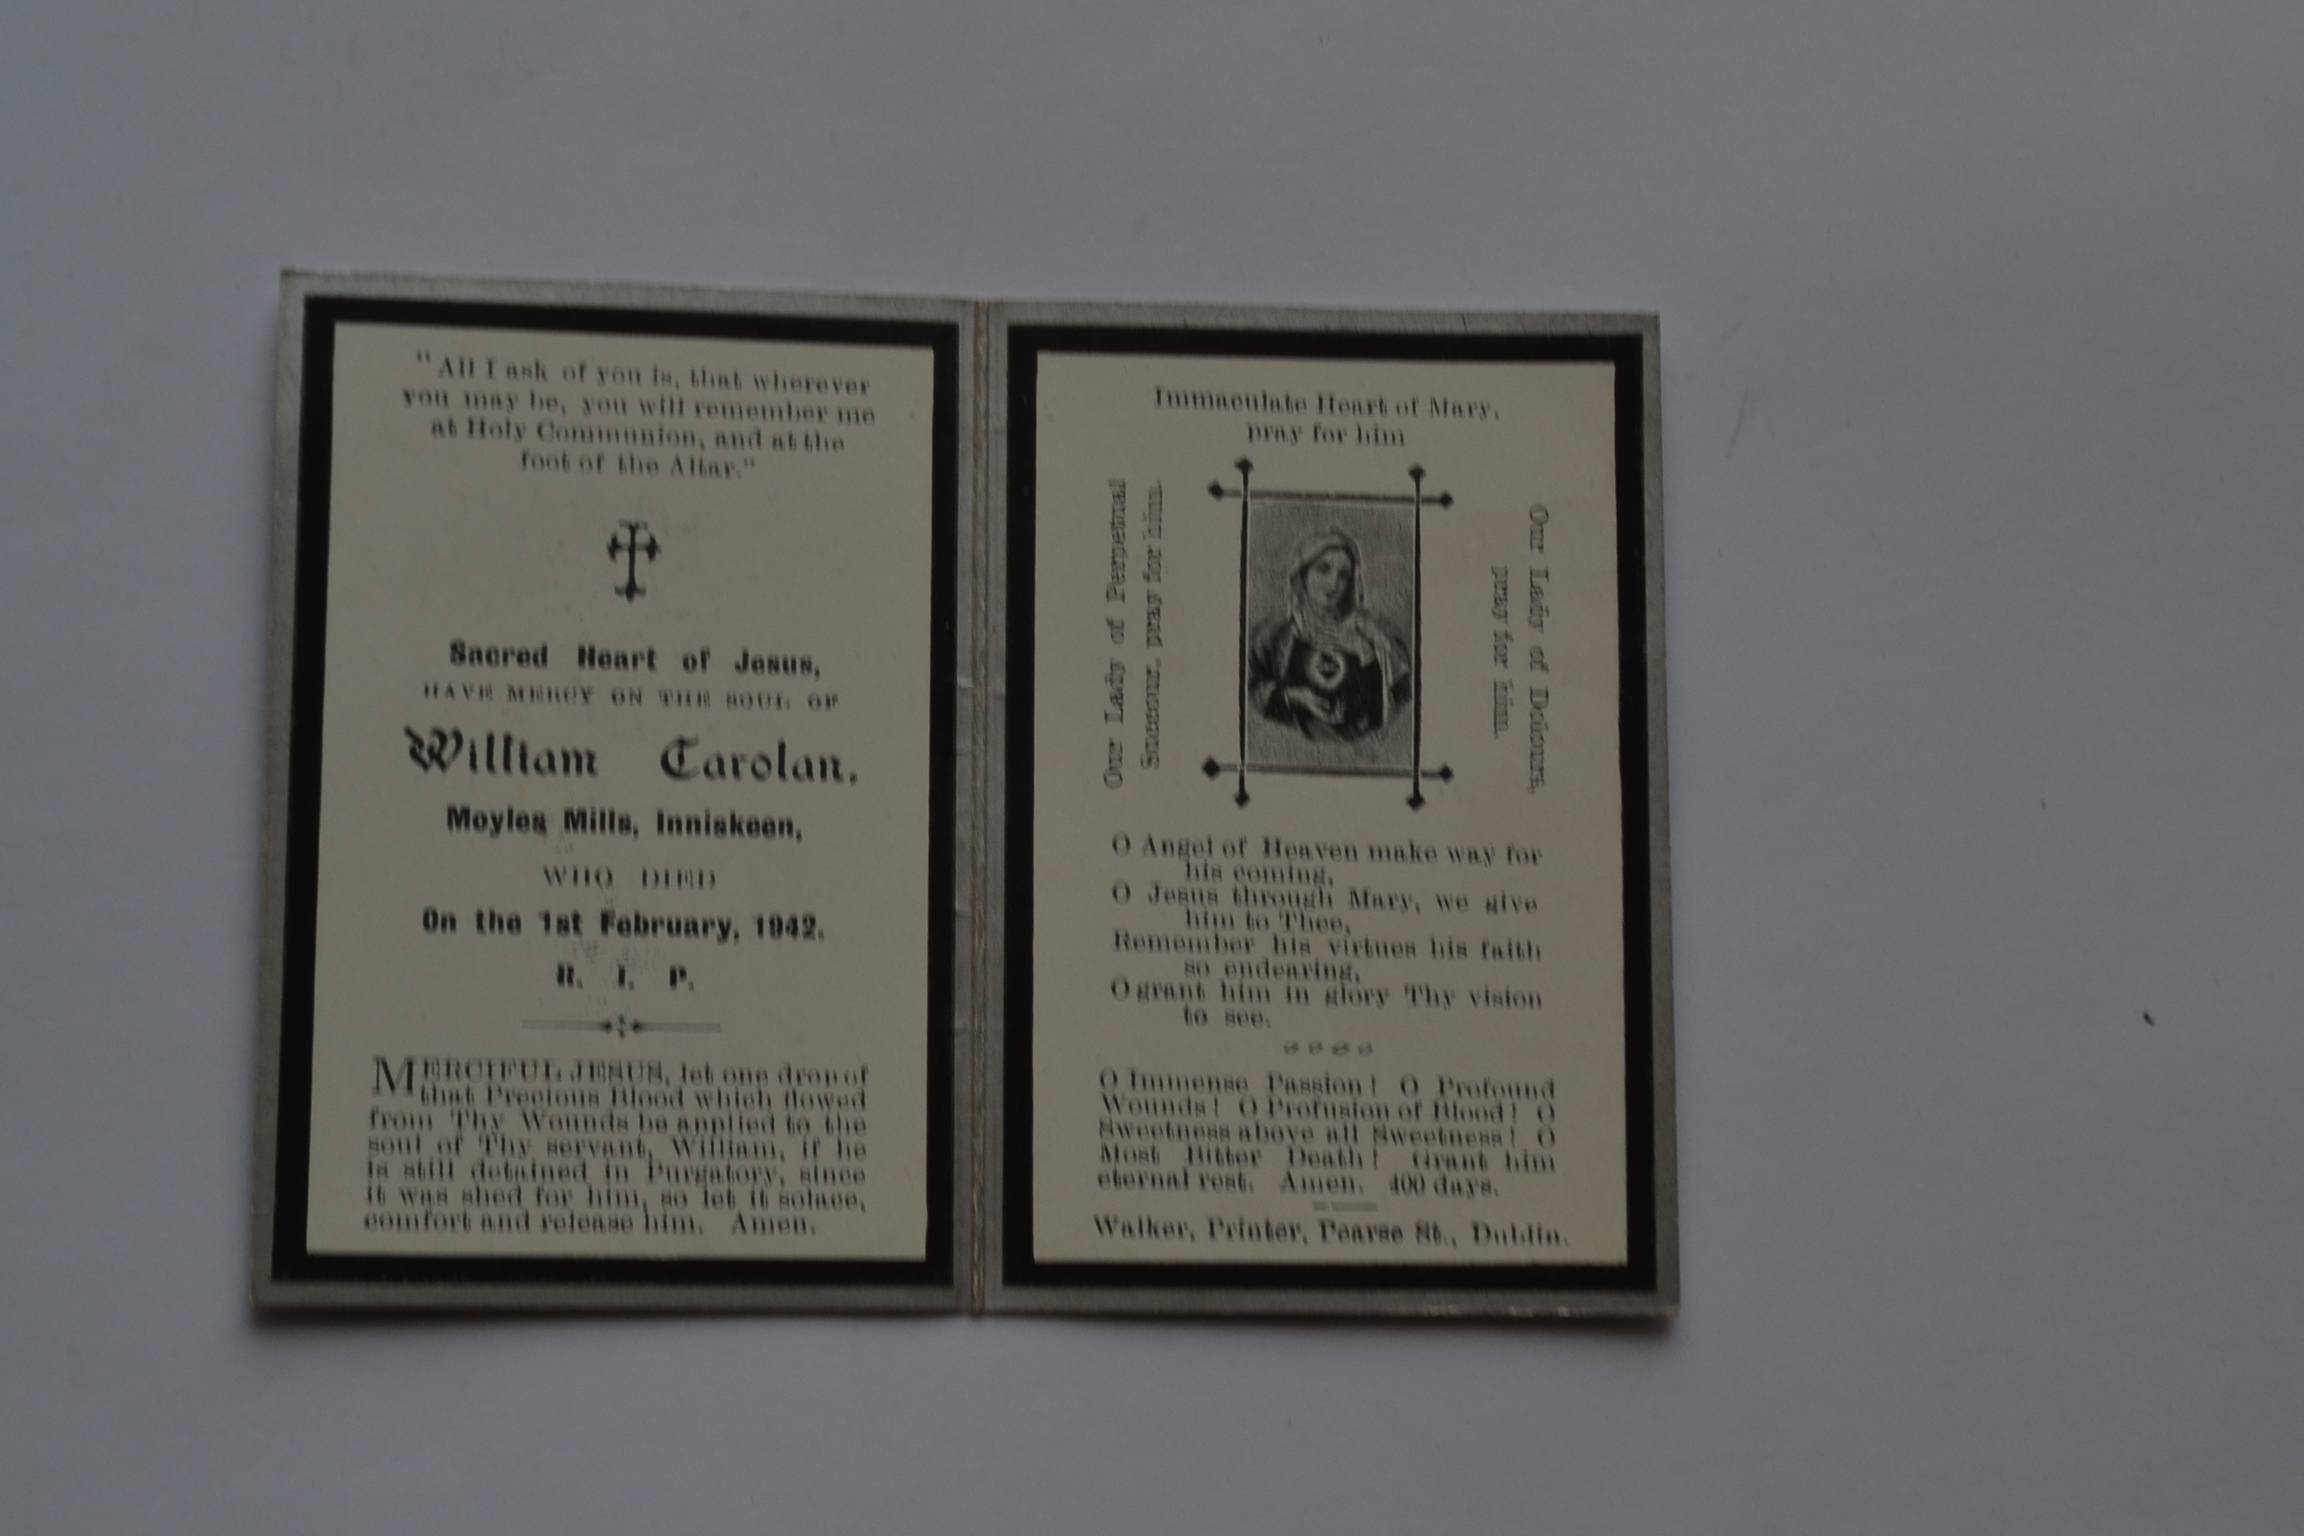 "All I ask of you is, that wherever
you may be, you will remember me
at Holy Communion, and at the
foot of the Altar."
Sacred Heart of Jesus,
HAVE MERCY ON THE SOUL OF
William Carolan,
Moyles Mills, Inniskeen,
WHO DIED
On the 1st February, 1942.
R. I. P.
MERCIFUL JESUS, let one drop of
that Precious Blood which flowed
from Thy Wounds be applied to the
soul of Thy servant, William, if he
is still detained in Purgatory, since
it was shed for him, so let it solace,
comfort and release him. Amen.
Immaculate Heart of Mary,
pray for him
Our Lady of Perpetual
Succour, pray for him.
Our Lady of Dolours,
pray for him.
O Angel of Heaven make way for
his coming,
O Jesus through Mary, we give
him to Thee,
Remember his virtues his faith
so endearing,
O grant him in glory Thy vision
to see.
O Immense Passion! O Profound
Wounds! O Profusion of Blood! O
Sweetness above all Sweetness! O
Most Bitter Death! Grant him
eternal rest. Amen. 400 days.
Walker, Printer, Pearse St., Dublin.